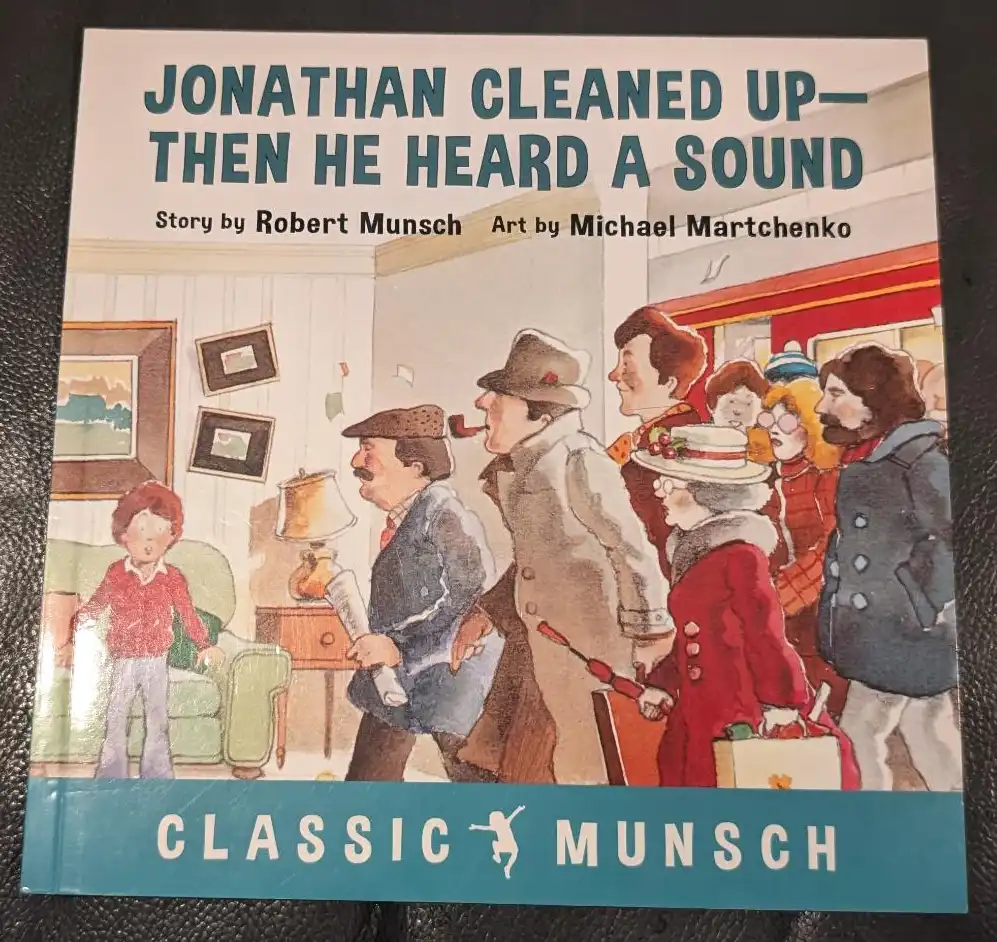 JONATHAN CLEANED UP—
THEN HE HEARD A SOUND
Story by Robert Munsch Art by Michael Martchenko
CLASSIC MUNSCH